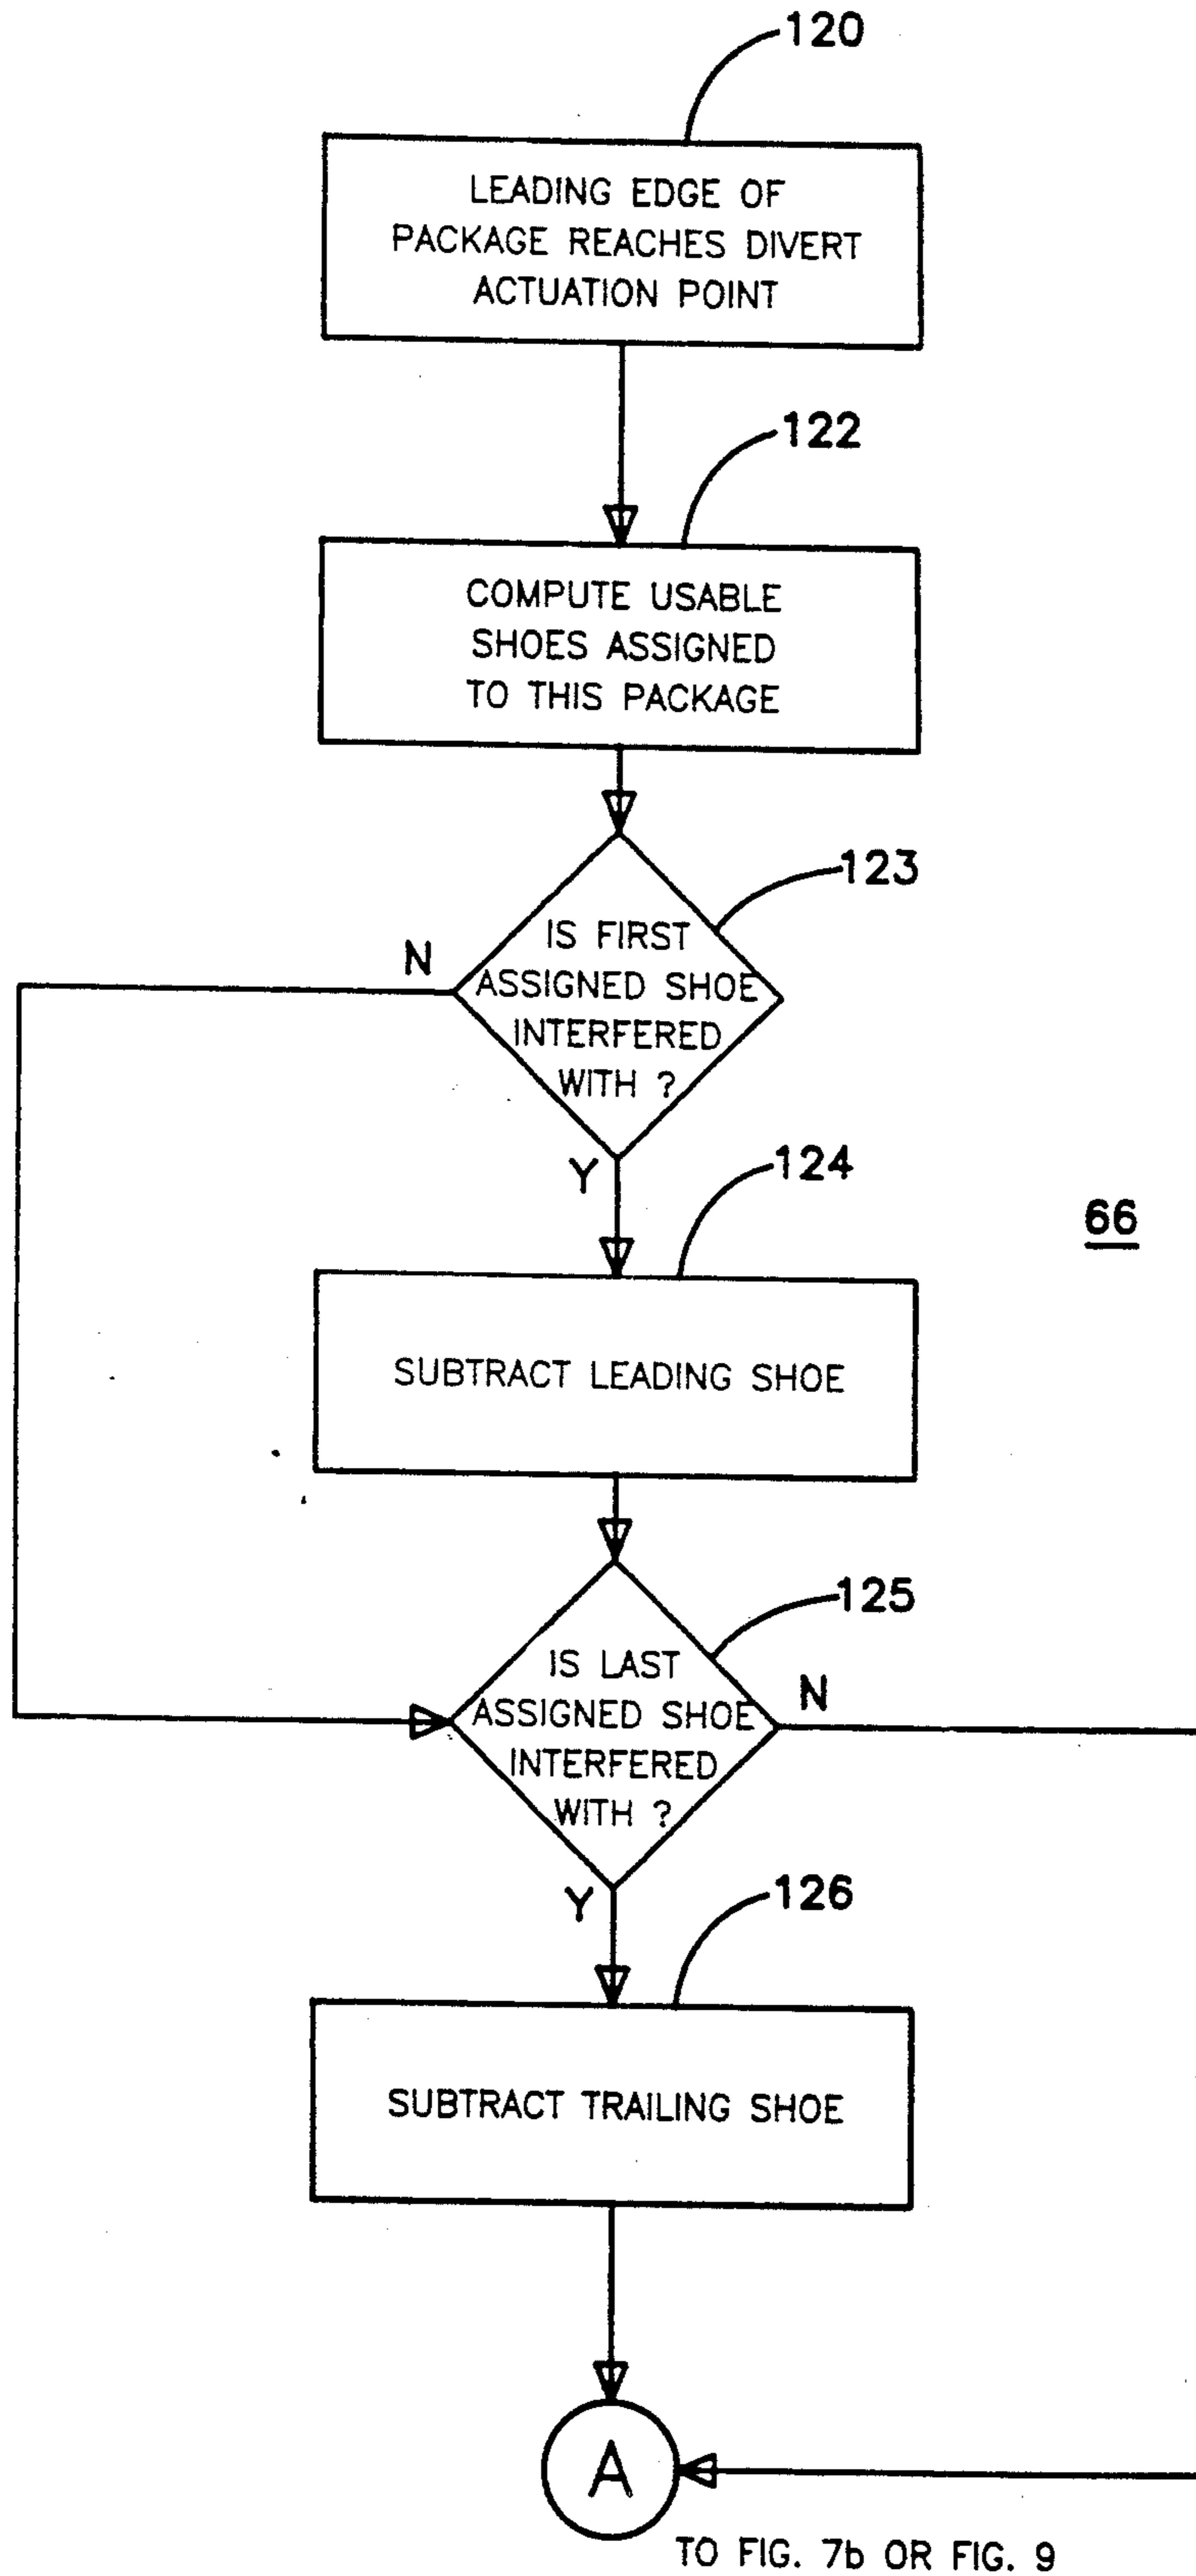 120
LEADING EDGE OF
PACKAGE REACHES DIVERT
ACTUATION POINT
122
COMPUTE USABLE
SHOES ASSIGNED
TO THIS PACKAGE
123
N
IS FIRST
ASSIGNED SHOE
INTERFERED
WITH ?
Y
124
66
SUBTRACT LEADING SHOE
125
IS LAST
ASSIGNED SHOE
INTERFERED
WITH ?
N
Y
126
SUBTRACT TRAILING SHOE
A
TO FIG. 7b OR FIG. 9